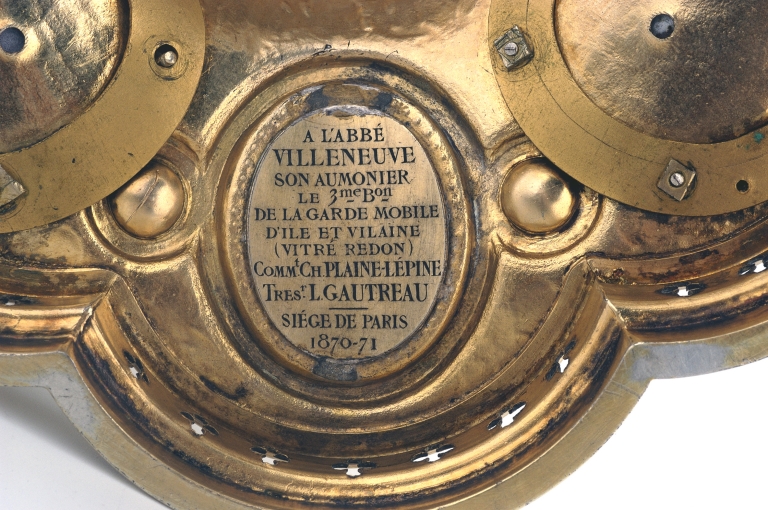 A L'ABBÉ
VILLENEUVE
SON AUMONIER
LE 3me Bon
DE LA GARDE MOBILE
D'ILE ET VILAINE
(VITRÉ REDON)
Commt CH. PLAINE-LÉPINE
Tresr L. GAUTREAU
SIÉGE DE PARIS
1870-71